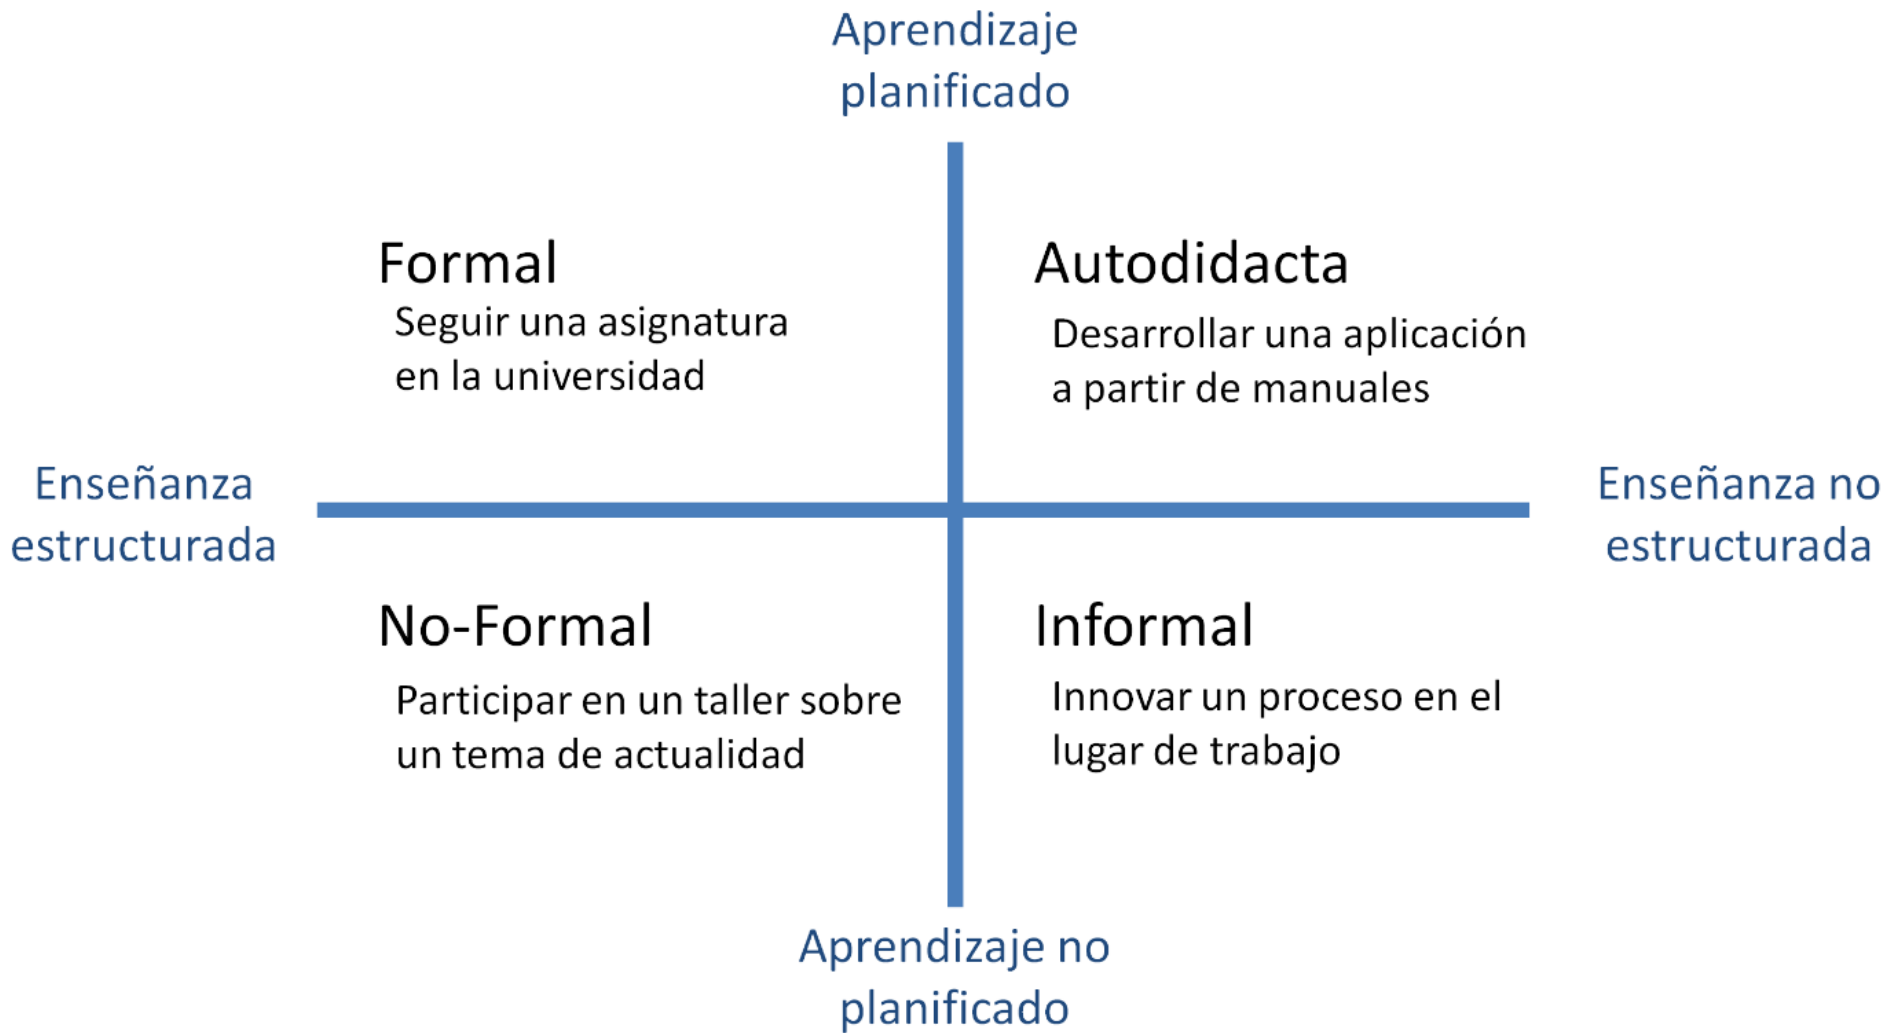 Aprendizaje
planificado
Formal
Seguir una asignatura
en la universidad
Autodidacta
Desarrollar una aplicación
a partir de manuales
Enseñanza
estructurada
Enseñanza no
estructurada
No-Formal
Participar en un taller sobre
un tema de actualidad
Informal
Innovar un proceso en el
lugar de trabajo
Aprendizaje no
planificado